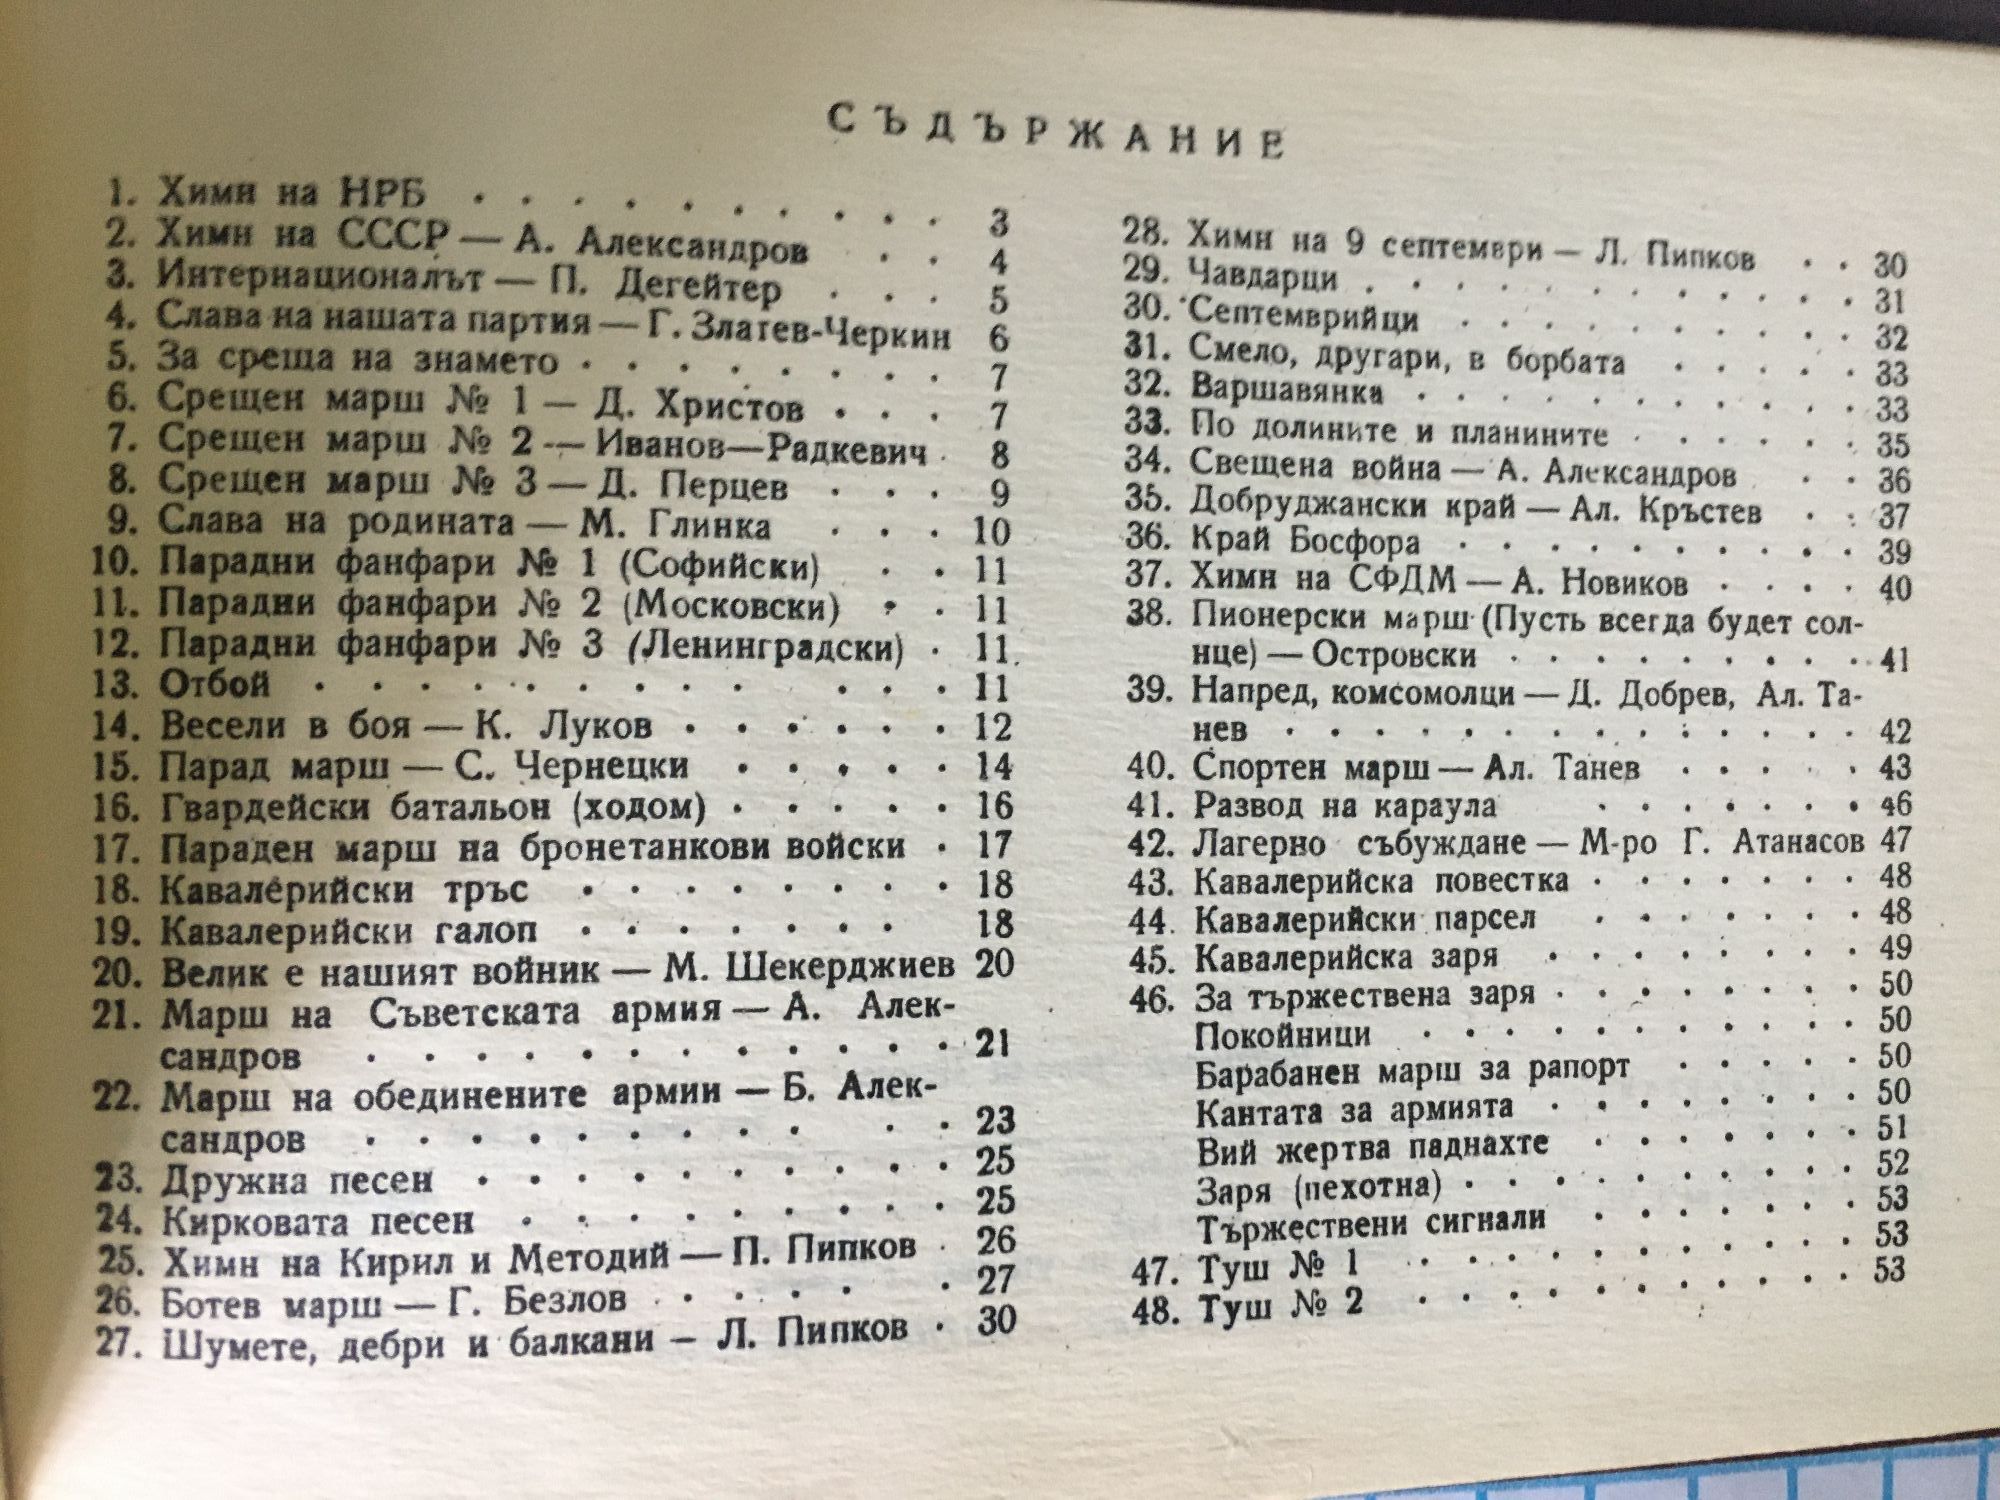 СЪДЪРЖАНИЕ
1. Химн на НРБ . . . . . . . . . . 3
2. Химн на СССР — А. Александров . . 4
3. Интернационалът — П. Дегейтер . . . 5
4. Слава на нашата партия — Г. Златев-Черкин 6
5. За среща на знамето . . . . . . . . 7
6. Срещен марш № 1 — Д. Христов . . . 7
7. Срещен марш № 2 — Иванов—Радкевич . 8
8. Срещен марш № 3 — Д. Перцев . . . 9
9. Слава на родината — М. Глинка . . . 10
10. Парадни фанфари № 1 (Софийски) . . 11
11. Парадни фанфари № 2 (Московски) . . 11
12. Парадни фанфари № 3 (Ленинградски) . 11
13. Отбой . . . . . . . . . . . . 11
14. Весели в боя — К. Луков . . . . . . 12
15. Парад марш — С. Чернецки . . . . . 14
16. Гвардейски батальон (ходом) . . . . . 16
17. Параден марш на бронетанкови войски . 17
18. Кавалерийски тръс . . . . . . . . 18
19. Кавалерийски галоп . . . . . . . 18
20. Велик е нашият войник — М. Шекерджиев 20
21. Марш на Съветската армия — А. Алек-
сандров . . . . . . . . . . . . 21
22. Марш на обединените армии — Б. Алек-
сандров . . . . . . . . . . . 23
23. Дружна песен . . . . . . . . . 25
24. Кирковата песен . . . . . . . . 25
25. Химн на Кирил и Методий — П. Пипков . 26
26. Ботев марш — Г. Безлов . . . . . . 27
27. Шумете, дебри и балкани — Л. Пипков . 30
28. Химн на 9 септември — Л. Пипков . . 30
29. Чавдарци . . . . . . . . . . . 31
30. Септемврийци . . . . . . . . . 32
31. Смело, другари, в борбата . . . . . 33
32. Варшавянка . . . . . . . . . . 33
33. По долините и планините . . . . . . 35
34. Свещена война — А. Александров . . 36
35. Добруджански край — Ал. Кръстев . . 37
36. Край Босфора . . . . . . . . . 39
37. Химн на СФДМ — А. Новиков . . . . 40
38. Пионерски марш (Пусть всегда будет сол-
нце) — Островски . . . . . . . . . 41
39. Напред, комсомолци — Д. Добрев, Ал. Та-
нев . . . . . . . . . . . . . 42
40. Спортен марш — Ал. Танев . . . . . 43
41. Развод на караула . . . . . . . 46
42. Лагерно събуждане — М-ро Г. Атанасов 47
43. Кавалерийска повестка . . . . . . . 48
44. Кавалерийски парсел . . . . . . . 48
45. Кавалерийска заря . . . . . . . . 49
46. За тържествена заря . . . . . . . . 50
Покойници . . . . . . . . . . . 50
Барабанен марш за рапорт . . . . . . 50
Кантата за армията . . . . . . . . 50
Вий жертва паднахте . . . . . . . 51
Заря (пехотна) . . . . . . . . . . 52
Тържествени сигнали . . . . . . . 53
47. Туш № 1 . . . . . . . . . . . 53
48. Туш № 2 . . . . . . . . . . . 53